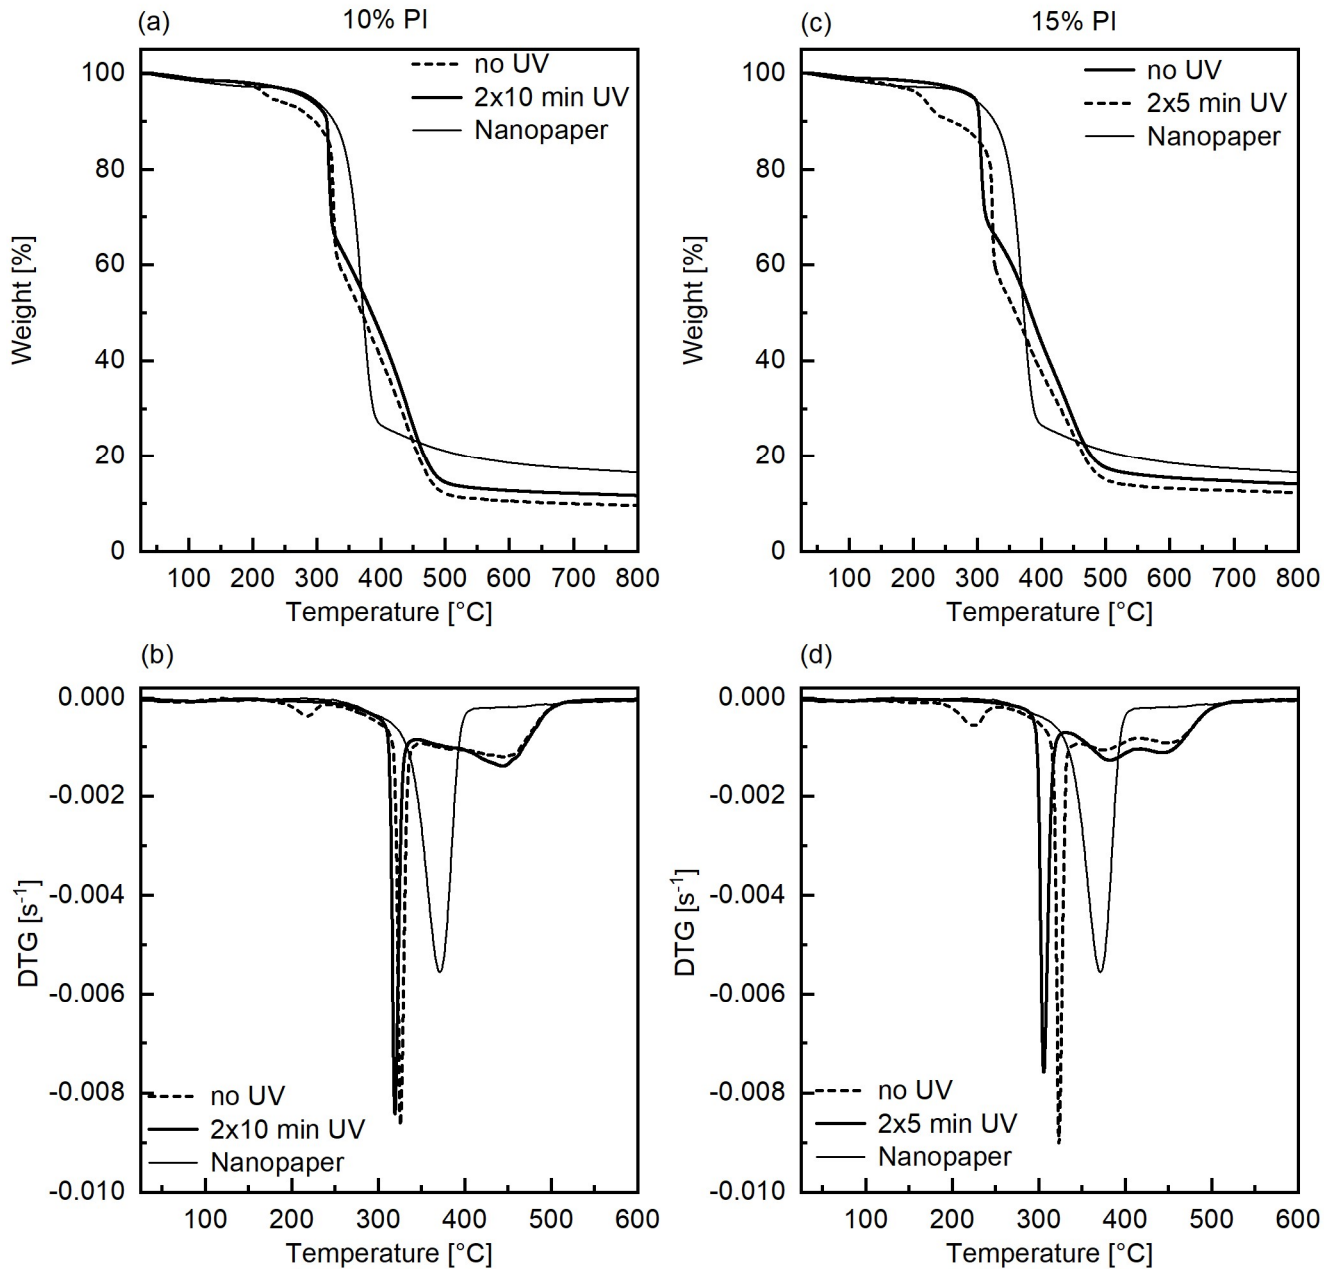 (a)
10% PI
no UV
2x10 min UV
Nanopaper
100
80
60
40
20
0
Weight [%]
100 200 300 400 500 600 700 800
Temperature [°C]
(c)
15% PI
no UV
2x5 min UV
Nanopaper
100
80
60
40
20
0
Weight [%]
100 200 300 400 500 600 700 800
Temperature [°C]
(b)
0.000
-0.002
-0.004
-0.006
-0.008
-0.010
DTG [s⁻¹]
no UV
2x10 min UV
Nanopaper
100 200 300 400 500 600
Temperature [°C]
(d)
0.000
-0.002
-0.004
-0.006
-0.008
-0.010
DTG [s⁻¹]
no UV
2x5 min UV
Nanopaper
100 200 300 400 500 600
Temperature [°C]